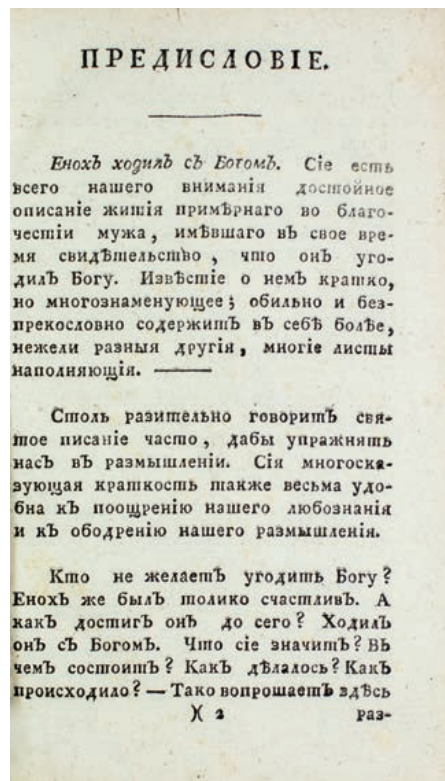 ПРЕДИСЛОВІЕ.
Енохъ ходилъ съ Богомъ. Сіе есть
всего нашего вниманія достойное
описаніе житія примѣрнаго во благо-
честіи мужа, имѣвшаго въ свое вре-
мя свидѣтельство, что онъ уго-
дилъ Богу. Извѣстіе о немъ кратко,
но многознаменующее; обильно и без-
прекословно содержитъ въ себѣ болѣе,
нежели разныя другія, многіе листы
наполняющія. ———
Столь разительно говоритъ свя-
тое писаніе часто, дабы упражнять
насъ въ размышленіи. Сія многоска-
зующая краткость также весьма удо-
бна къ поощренію нашего любознанія
и къ ободренію нашего размышленія.
Кто не желаетъ угодить Богу?
Енохъ же былъ толико счастливъ. А
какъ достигъ онъ до сего? Ходилъ
онъ съ Богомъ. Что сіе значитъ? Въ
чемъ состоитъ? Какъ дѣлалось? Какъ
происходило? — Тако вопрошаетъ здѣсь
)( 2 раз-